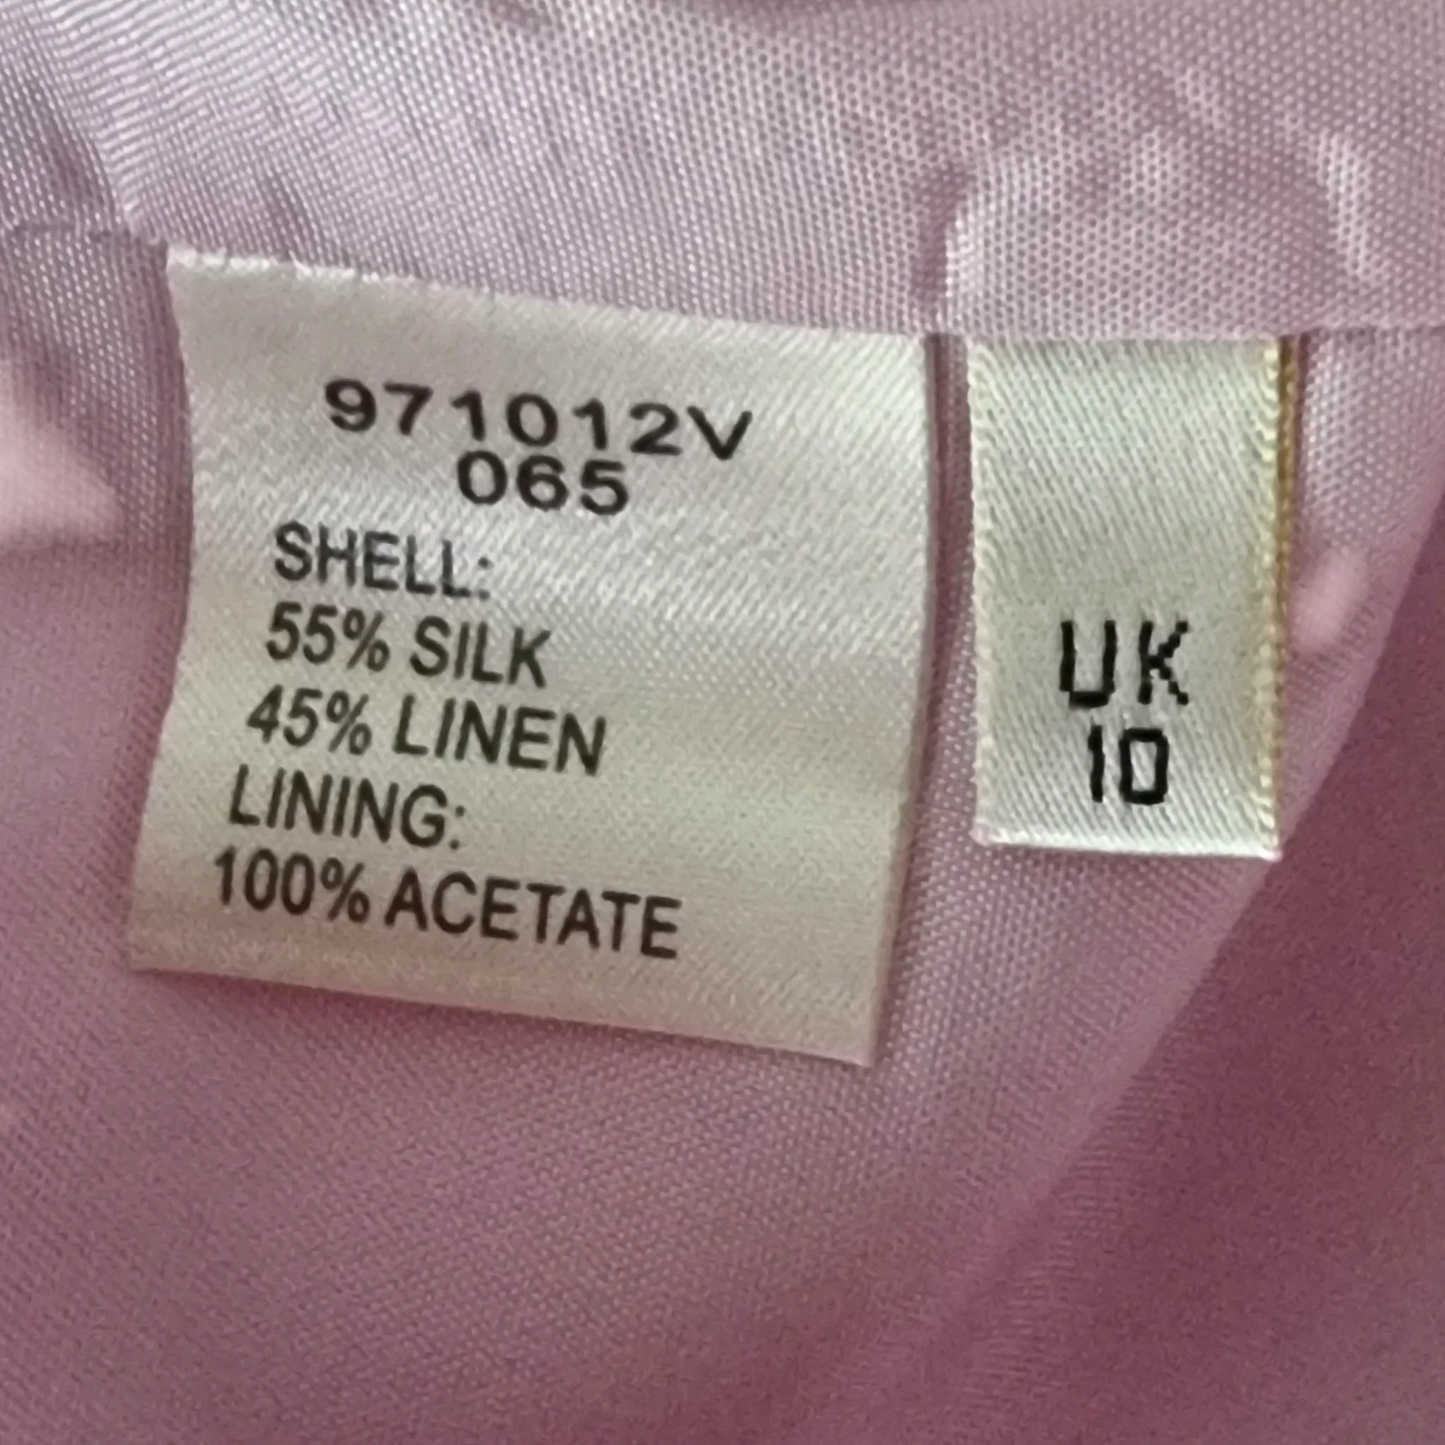 971012V
065
SHELL:
55% SILK
45% LINEN
LINING:
100% ACETATE
UK
10